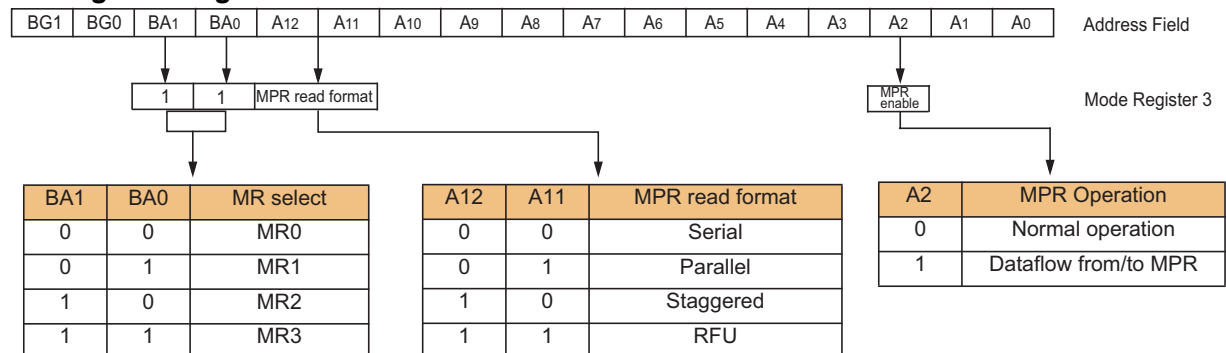 BG1 BG0 BA1 BA0 A12 A11 A10 A9 A8 A7 A6 A5 A4 A3 A2 A1 A0 Address Field
1 1 MPR read format MPR enable Mode Register 3
BA1 BA0 MR select
0 0 MR0
0 1 MR1
1 0 MR2
1 1 MR3
A12 A11 MPR read format
0 0 Serial
0 1 Parallel
1 0 Staggered
1 1 RFU
A2 MPR Operation
0 Normal operation
1 Dataflow from/to MPR